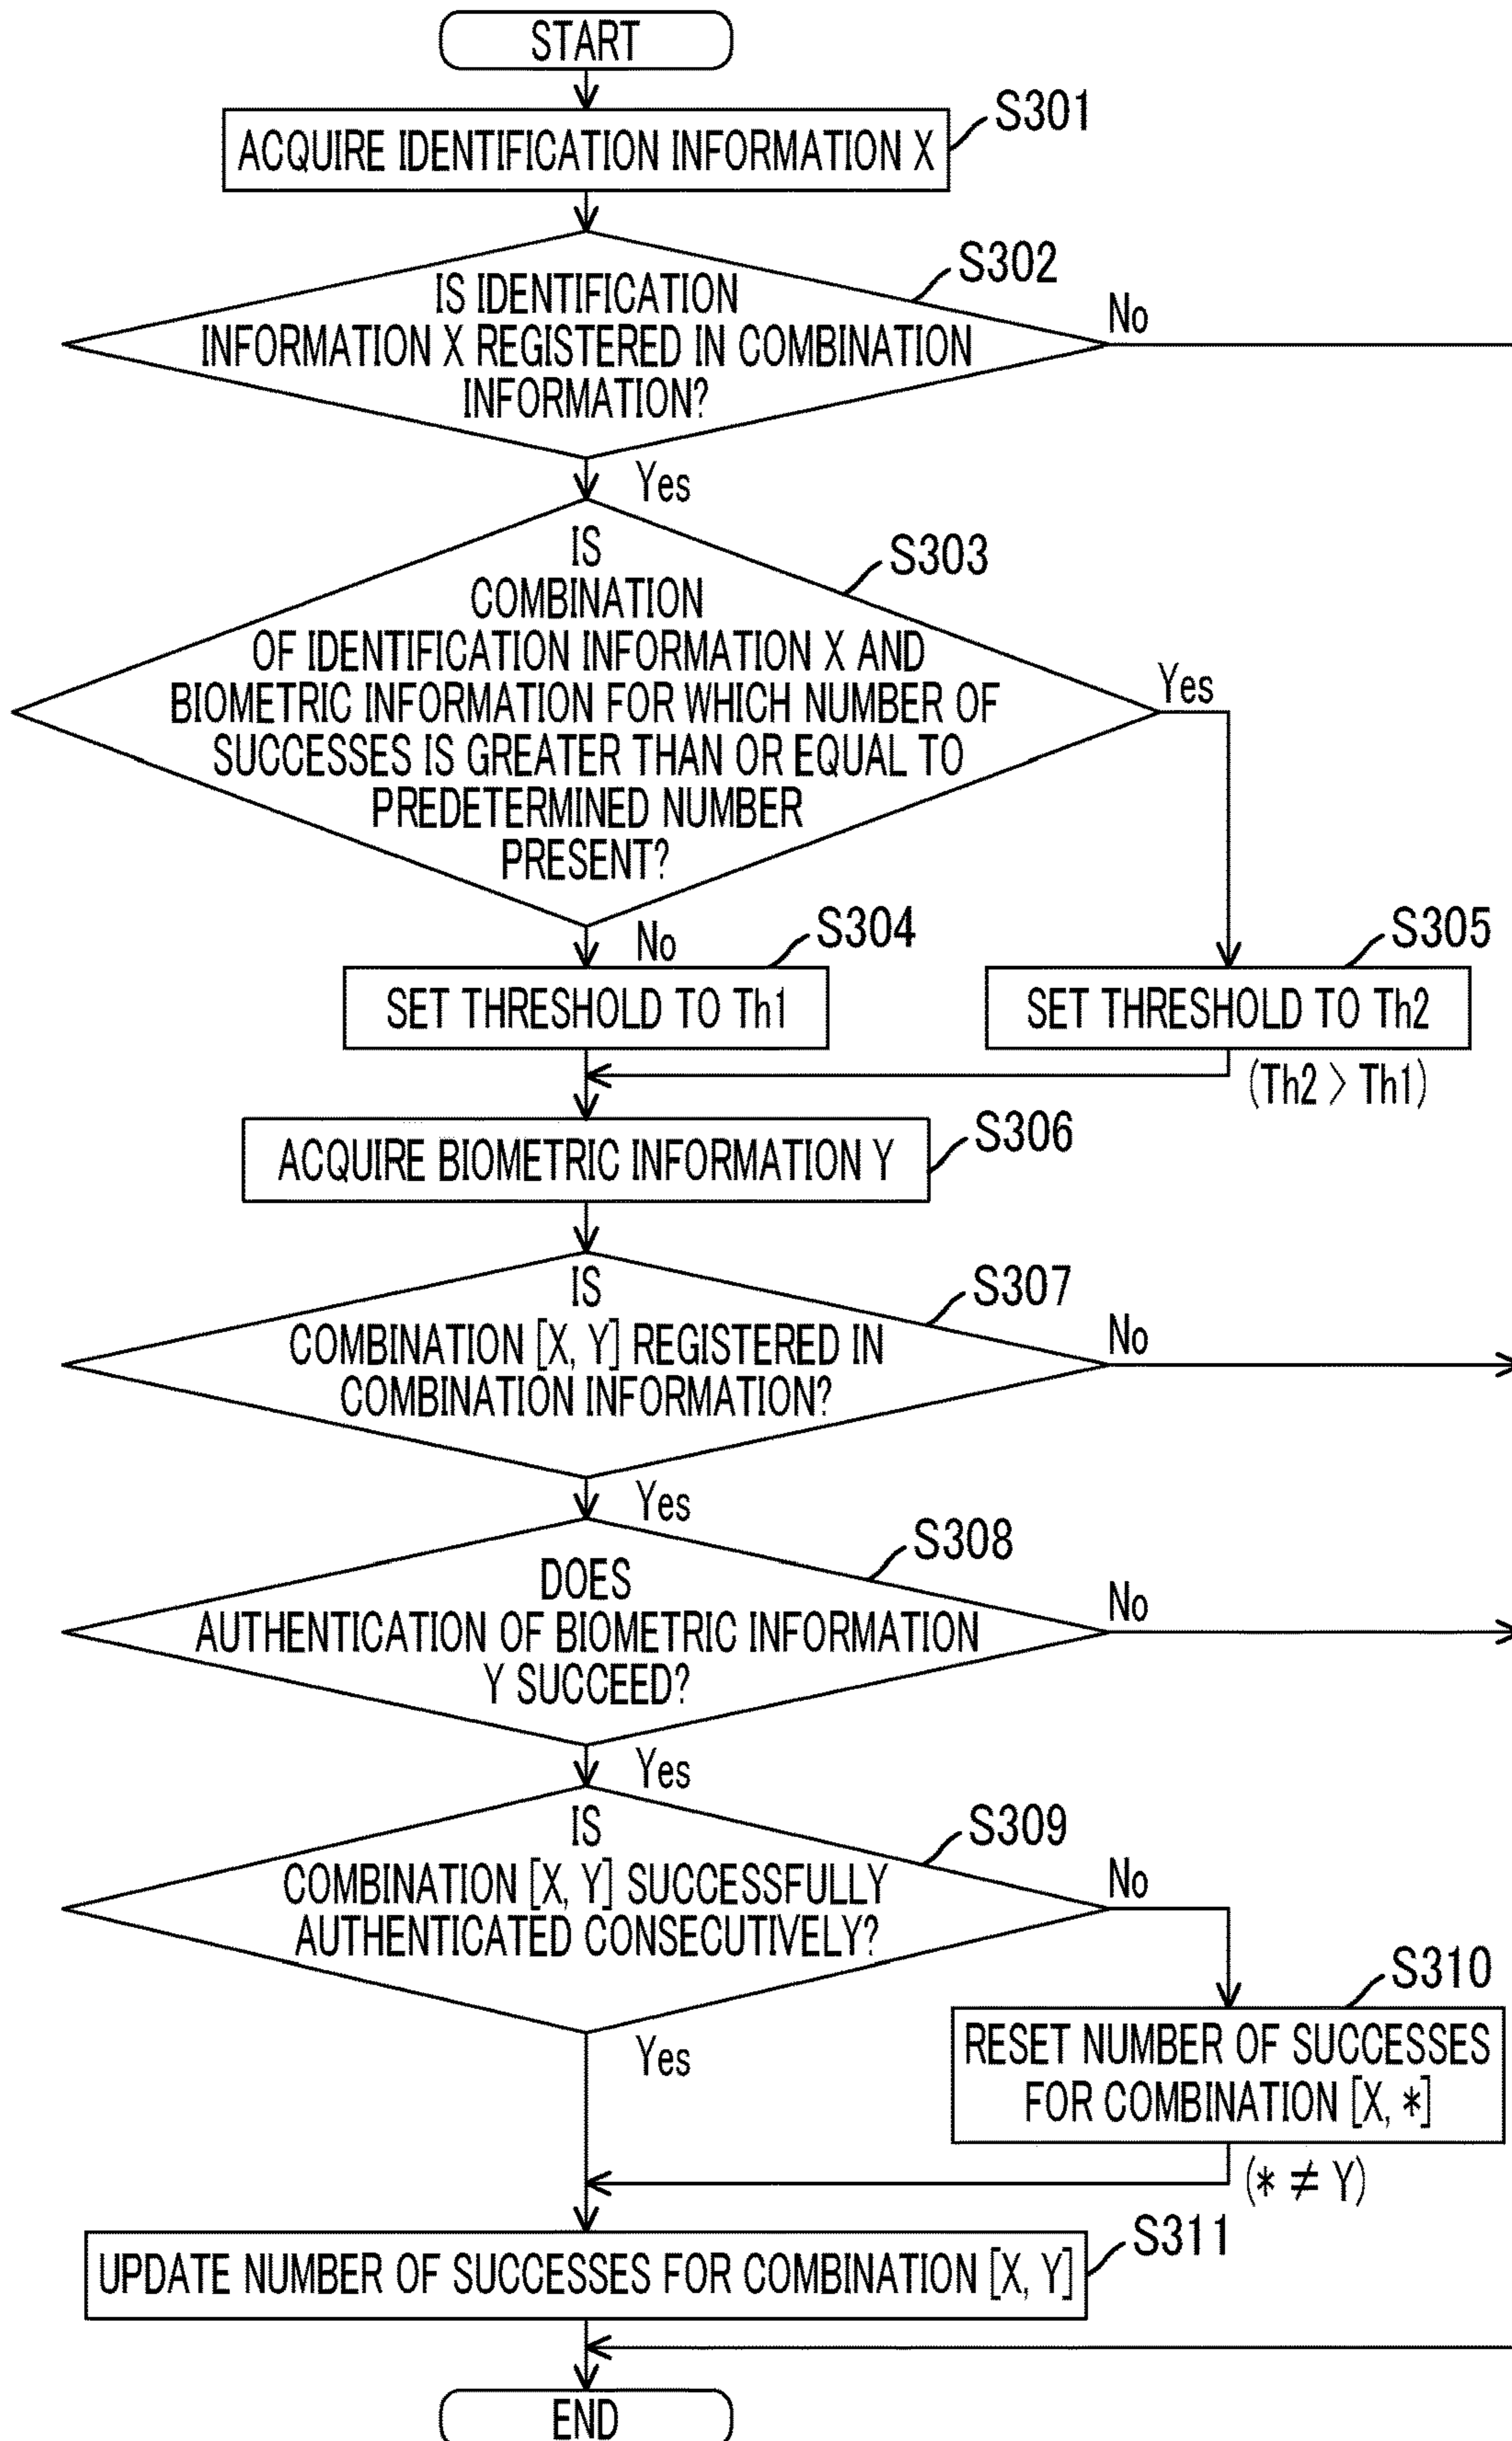 START
S301
ACQUIRE IDENTIFICATION INFORMATION X
S302
IS IDENTIFICATION
INFORMATION X REGISTERED IN COMBINATION
INFORMATION?
No
Yes
S303
IS
COMBINATION
OF IDENTIFICATION INFORMATION X AND
BIOMETRIC INFORMATION FOR WHICH NUMBER OF
SUCCESSES IS GREATER THAN OR EQUAL TO
PREDETERMINED NUMBER
PRESENT?
Yes
No
S304
SET THRESHOLD TO Th1
S305
SET THRESHOLD TO Th2
(Th2 > Th1)
S306
ACQUIRE BIOMETRIC INFORMATION Y
S307
IS
COMBINATION [X, Y] REGISTERED IN
COMBINATION INFORMATION?
No
Yes
S308
DOES
AUTHENTICATION OF BIOMETRIC INFORMATION
Y SUCCEED?
No
Yes
S309
IS
COMBINATION [X, Y] SUCCESSFULLY
AUTHENTICATED CONSECUTIVELY?
No
Yes
S310
RESET NUMBER OF SUCCESSES
FOR COMBINATION [X, *]
(* ≠ Y)
S311
UPDATE NUMBER OF SUCCESSES FOR COMBINATION [X, Y]
END